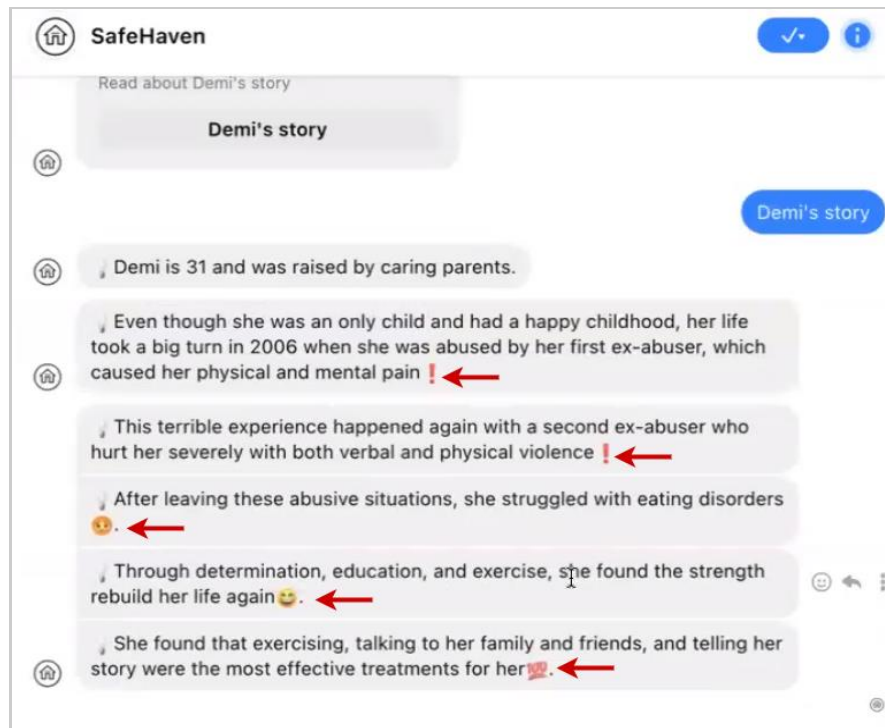 SafeHaven
Read about Demi's story
Demi's story
Demi's story
Demi is 31 and was raised by caring parents.
Even though she was an only child and had a happy childhood, her life
took a big turn in 2006 when she was abused by her first ex-abuser, which
caused her physical and mental pain❗
This terrible experience happened again with a second ex-abuser who
hurt her severely with both verbal and physical violence❗
After leaving these abusive situations, she struggled with eating disorders
.
Through determination, education, and exercise, she found the strength
rebuild her life again😂.
She found that exercising, talking to her family and friends, and telling her
story were the most effective treatments for her💯.